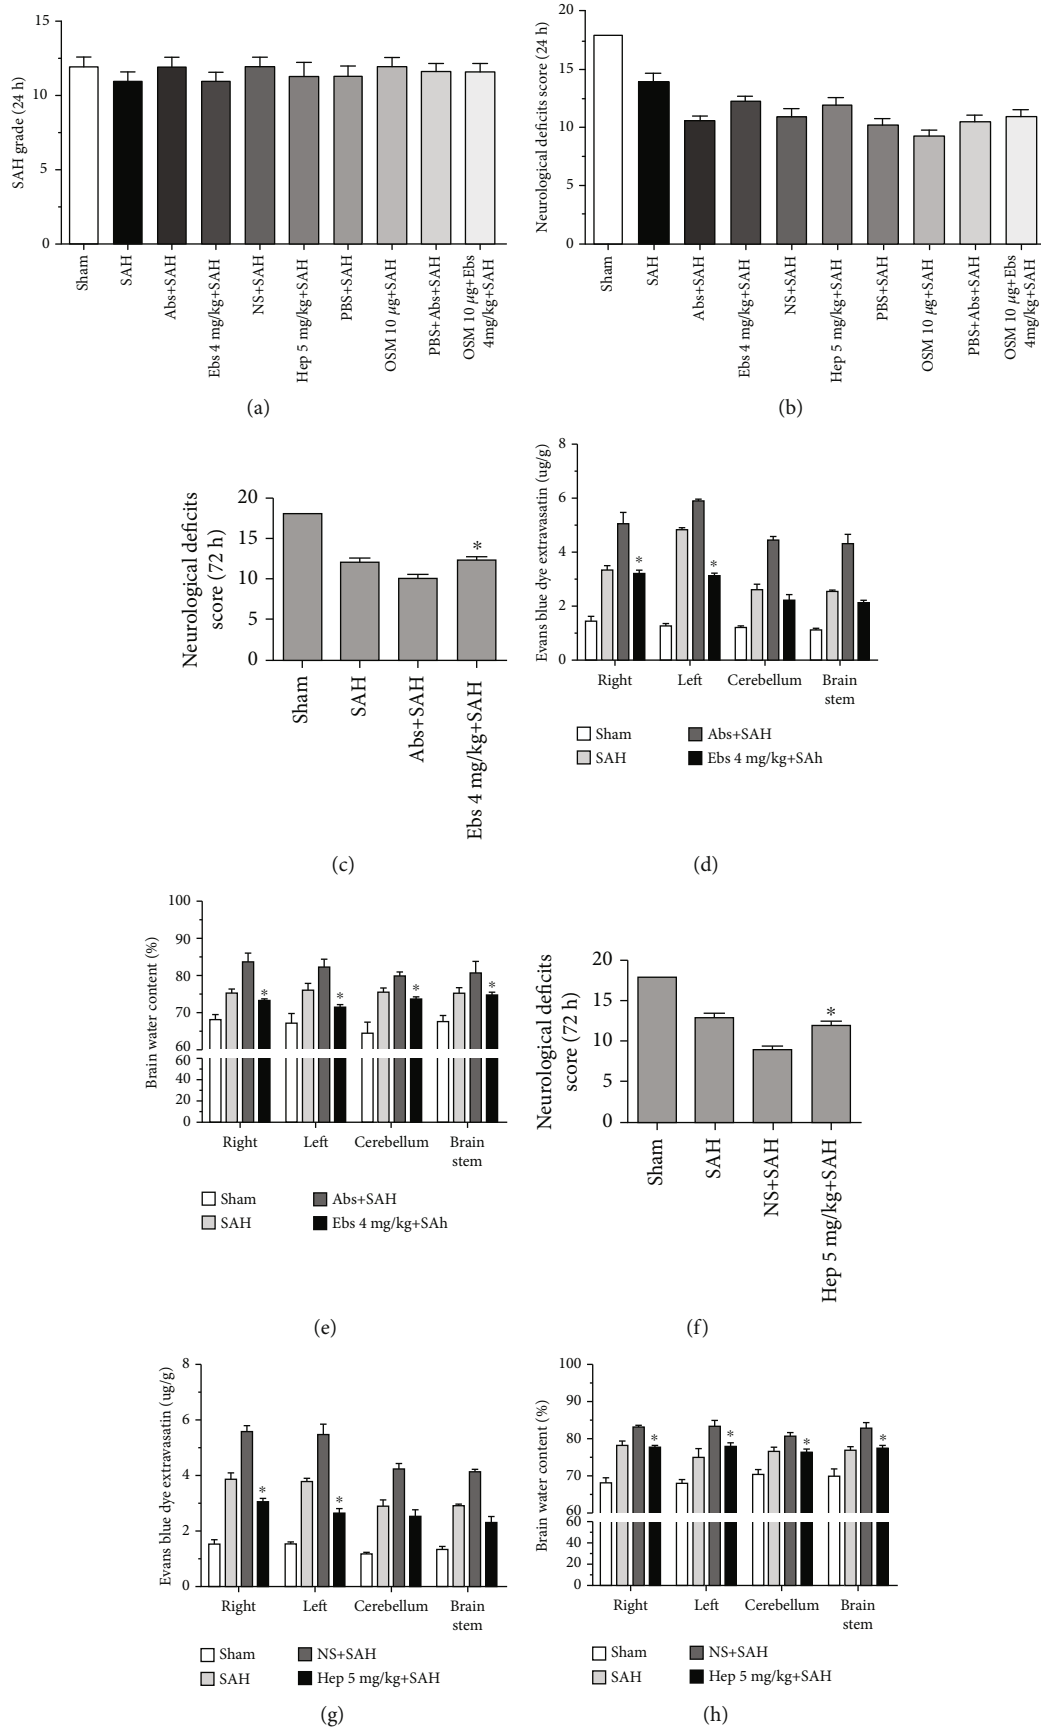 15
10
5
0
SAH grade (24 h)
Sham
SAH
Abs+SAH
Ebs 4 mg/kg+SAH
NS+SAH
Hep 5 mg/kg+SAH
PBS+SAH
OSM 10 μg+SAH
PBS+Abs+SAH
OSM 10 μg+Ebs
4mg/kg+SAH
(a)
20
15
10
5
0
Neurological deficits score (24 h)
Sham
SAH
Abs+SAH
Ebs 4 mg/kg+SAH
NS+SAH
Hep 5 mg/kg+SAH
PBS+SAH
OSM 10 μg+SAH
PBS+Abs+SAH
OSM 10 μg+Ebs
4mg/kg+SAH
(b)
20
15
10
5
0
Neurological deficits
score (72 h)
*
Sham
SAH
Abs+SAH
Ebs 4 mg/kg+SAH
(c)
8
6
4
2
0
Evans blue dye extravasatin (ug/g)
*
*
Right
Left
Cerebellum
Brain
stem
Sham
SAH
Abs+SAH
Ebs 4 mg/kg+SAh
(d)
100
90
80
70
60
60
40
20
0
Brain water content (%)
*
*
*
*
Right
Left
Cerebellum
Brain
stem
Sham
SAH
Abs+SAH
Ebs 4 mg/kg+SAh
(e)
20
15
10
5
0
Neurological deficits
score (72 h)
*
Sham
SAH
NS+SAH
Hep 5 mg/kg+SAH
(f)
8
6
4
2
0
Evans blue dye extravasatin (ug/g)
*
*
Right
Left
Cerebellum
Brain
stem
Sham
SAH
NS+SAH
Hep 5 mg/kg+SAH
(g)
100
90
80
70
60
60
40
20
0
Brain water content (%)
*
*
*
*
Right
Left
Cerebellum
Brain
stem
Sham
SAH
NS+SAH
Hep 5 mg/kg+SAH
(h)